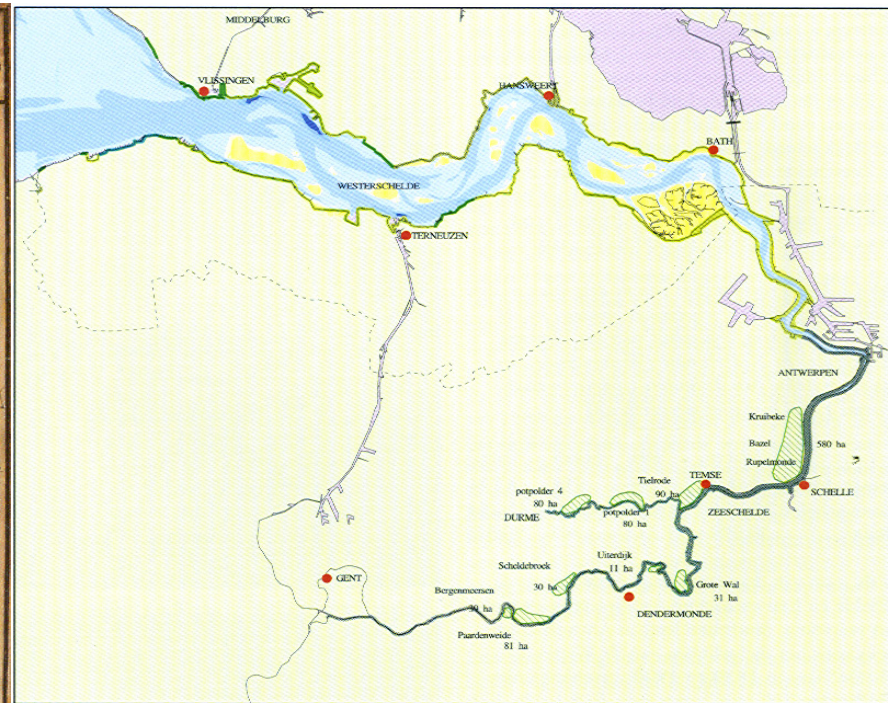 MIDDELBURG
VLISSINGEN
HANSWEERT
BATH
WESTERSCHELDE
TERNEUZEN
ANTWERPEN
Kruibeke
Bazel
580 ha
Rupelmonde
TEMSE
Tielrode
90 ha
SCHELLE
potpolder 4
80 ha
potpolder 1
80 ha
DURME
ZEESCHELDE
Uiterdijk
11 ha
Scheldebroek
30 ha
Grote Wal
31 ha
GENT
Bergenmeersen
ha
DENDERMONDE
Paardenweide
81 ha